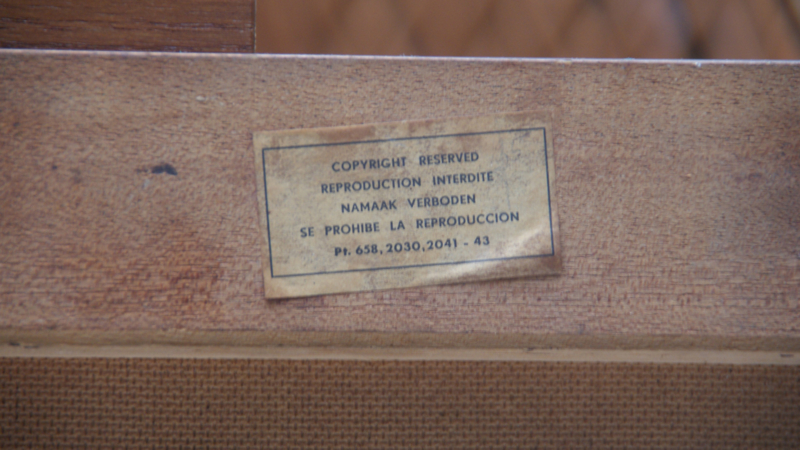 COPYRIGHT RESERVED
REPRODUCTION INTERDITE
NAMAAK VERBODEN
SE PROHIBE LA REPRODUCCION
Pt. 658,2030,2041 - 43